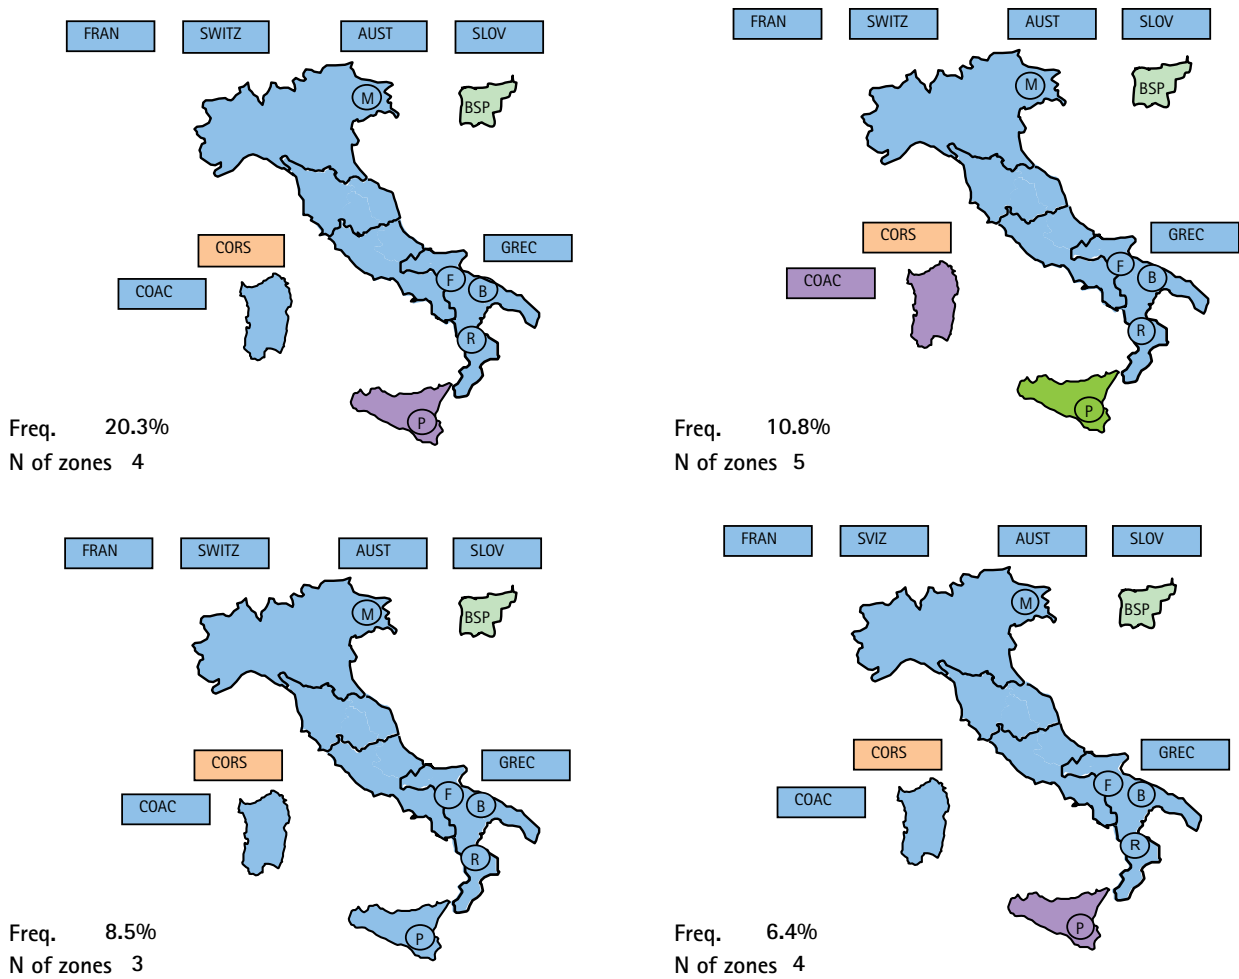 FRAN SWITZ AUST SLOV
M
BSP
CORS
GREC
COAC
F
B
R
P
Freq. 20.3%
N of zones 4
FRAN SWITZ AUST SLOV
M
BSP
CORS
GREC
COAC
F
B
R
P
Freq. 10.8%
N of zones 5
FRAN SWITZ AUST SLOV
M
BSP
CORS
GREC
COAC
F
B
R
P
Freq. 8.5%
N of zones 3
FRAN SVIZ AUST SLOV
M
BSP
CORS
GREC
COAC
F
B
R
P
Freq. 6.4%
N of zones 4